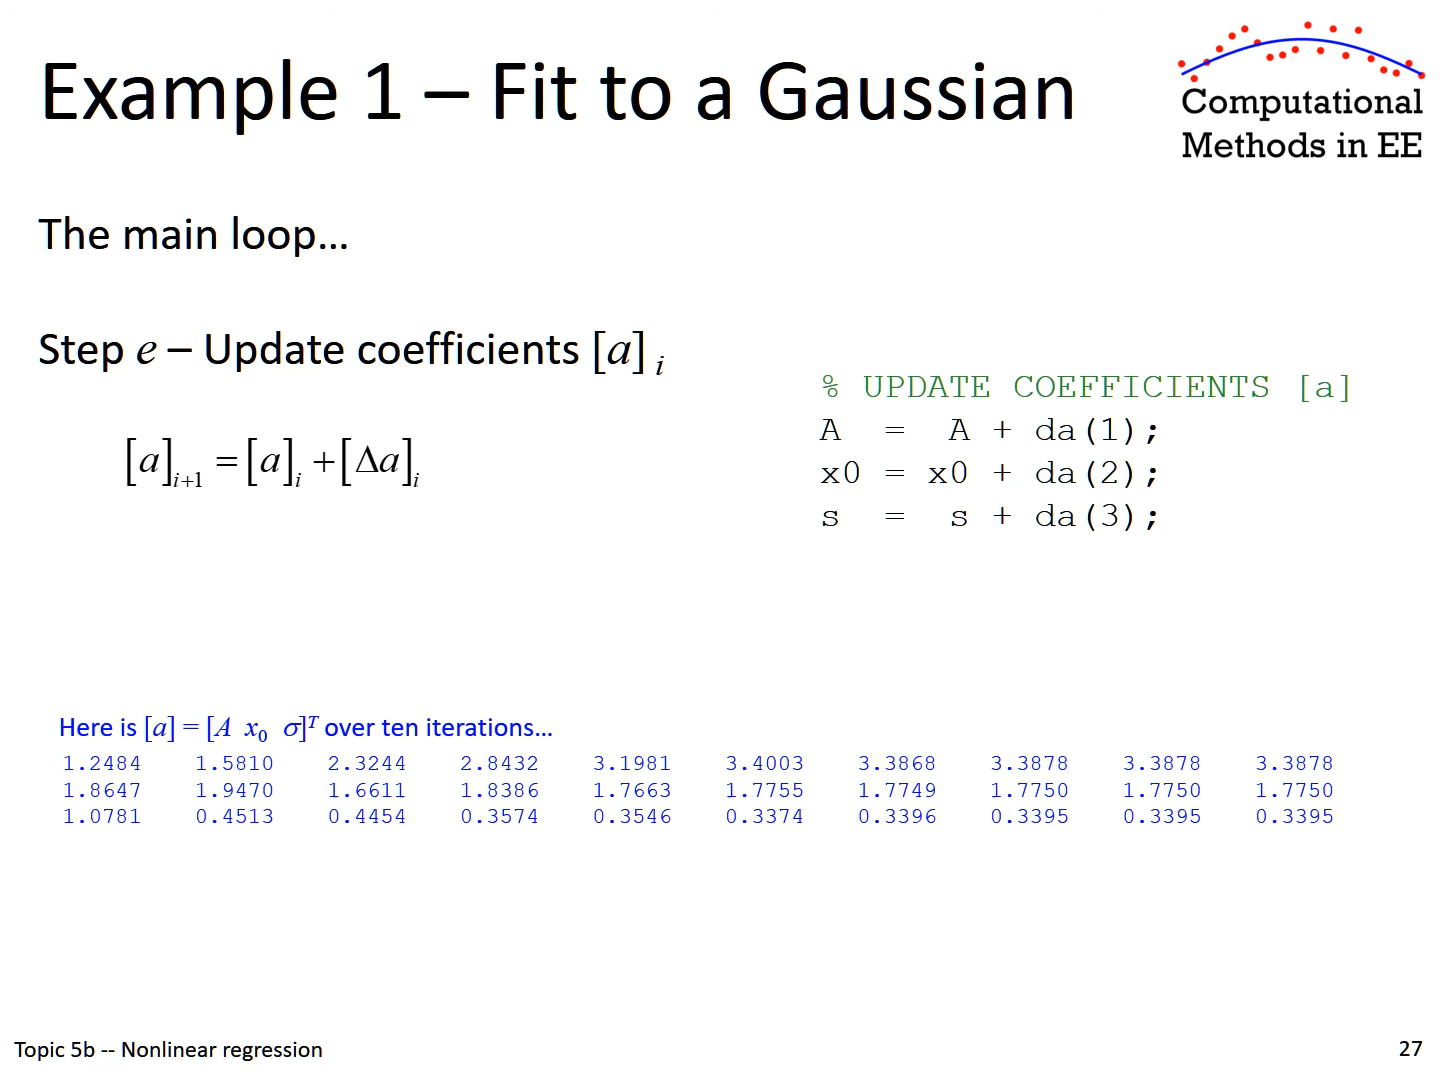 Example 1 – Fit to a Gaussian
Computational
Methods in EE
The main loop…
Step e – Update coefficients [a] i
[a]i+1 = [a]i + [Δa]i
% UPDATE COEFFICIENTS [a]
A  =  A + da(1);
x0 = x0 + da(2);
s  =  s + da(3);
Here is [a] = [A x0 σ]T over ten iterations…
1.2484 1.5810 2.3244 2.8432 3.1981 3.4003 3.3868 3.3878 3.3878 3.3878
1.8647 1.9470 1.6611 1.8386 1.7663 1.7755 1.7749 1.7750 1.7750 1.7750
1.0781 0.4513 0.4454 0.3574 0.3546 0.3374 0.3396 0.3395 0.3395 0.3395
Topic 5b -- Nonlinear regression
27